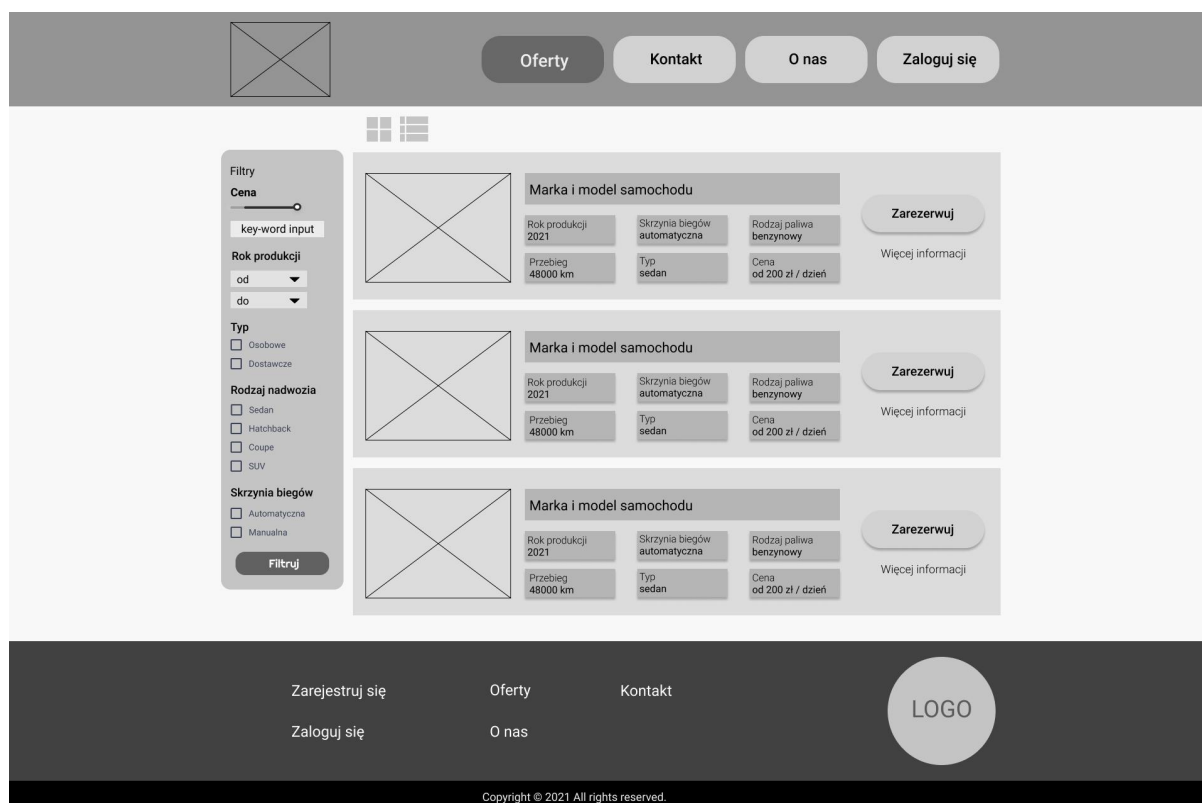 Oferty
Kontakt
O nas
Zaloguj się
Filtry
Cena
key-word input
Rok produkcji
od
do
Typ
Osobowe
Dostawcze
Rodzaj nadwozia
Sedan
Hatchback
Coupe
SUV
Skrzynia biegów
Automatyczna
Manualna
Filtruj
Marka i model samochodu
Rok produkcji
2021
Skrzynia biegów
automatyczna
Rodzaj paliwa
benzynowy
Przebieg
48000 km
Typ
sedan
Cena
od 200 zł / dzień
Zarezerwuj
Więcej informacji
Marka i model samochodu
Rok produkcji
2021
Skrzynia biegów
automatyczna
Rodzaj paliwa
benzynowy
Przebieg
48000 km
Typ
sedan
Cena
od 200 zł / dzień
Zarezerwuj
Więcej informacji
Marka i model samochodu
Rok produkcji
2021
Skrzynia biegów
automatyczna
Rodzaj paliwa
benzynowy
Przebieg
48000 km
Typ
sedan
Cena
od 200 zł / dzień
Zarezerwuj
Więcej informacji
Zarejestruj się
Oferty
Kontakt
Zaloguj się
O nas
LOGO
Copyright © 2021 All rights reserved.